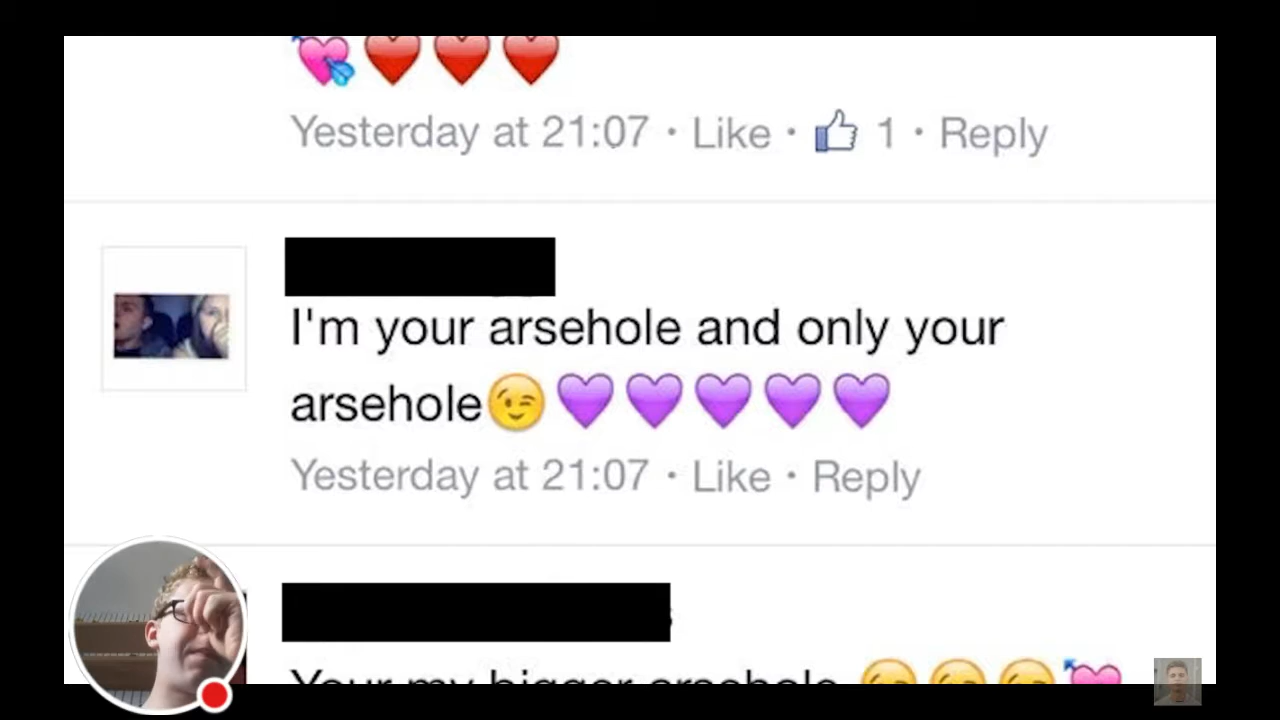 Yesterday at 21:07 · Like · 1 · Reply
I'm your arsehole and only your
arsehole😉💜💜💜💜💜
Yesterday at 21:07 · Like · Reply
Your my bigger arsehole